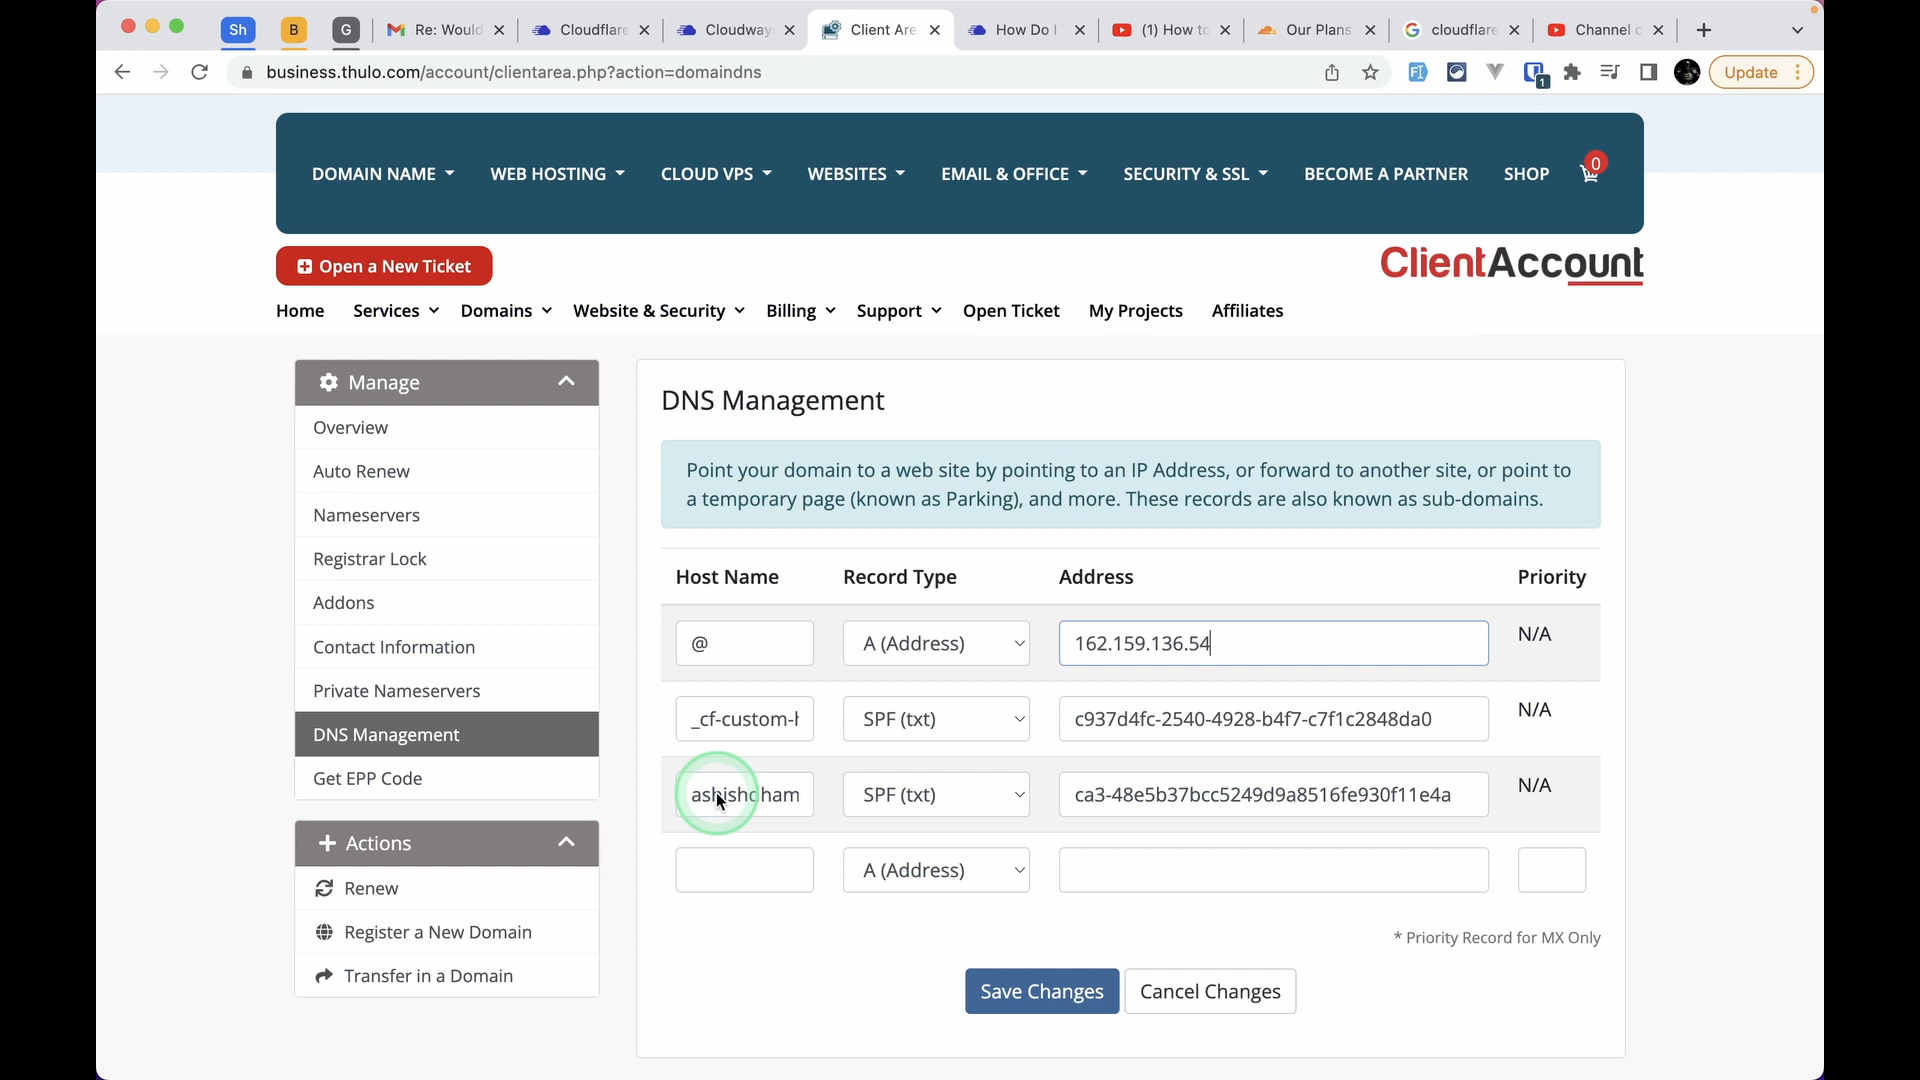 Sh
B
G
Re: Would
Cloudflare
Cloudway
Client Are
How Do I
(1) How to
Our Plans
cloudflare
Channel c
business.thulo.com/account/clientarea.php?action=domaindns
1
Update
DOMAIN NAME
WEB HOSTING
CLOUD VPS
WEBSITES
EMAIL & OFFICE
SECURITY & SSL
BECOME A PARTNER
SHOP
0
Open a New Ticket
ClientAccount
Home
Services
Domains
Website & Security
Billing
Support
Open Ticket
My Projects
Affiliates
Manage
Overview
Auto Renew
Nameservers
Registrar Lock
Addons
Contact Information
Private Nameservers
DNS Management
Get EPP Code
Actions
Renew
Register a New Domain
Transfer in a Domain
DNS Management
Point your domain to a web site by pointing to an IP Address, or forward to another site, or point to
a temporary page (known as Parking), and more. These records are also known as sub-domains.
Host Name Record Type Address Priority
@ A (Address) 162.159.136.54 N/A
_cf-custom-h SPF (txt) c937d4fc-2540-4928-b4f7-c7f1c2848da0 N/A
SPF (txt) ca3-48e5b37bcc5249d9a8516fe930f11e4a N/A
A (Address)
* Priority Record for MX Only
Save Changes
Cancel Changes